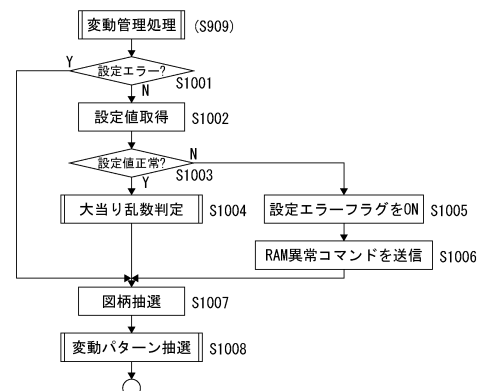 変動管理処理 (S909)
設定エラー? S1001
Y
N
設定値取得 S1002
設定値正常? S1003
N
Y
大当り乱数判定 S1004
設定エラーフラグをON S1005
RAM異常コマンドを送信 S1006
図柄抽選 S1007
変動パターン抽選 S1008